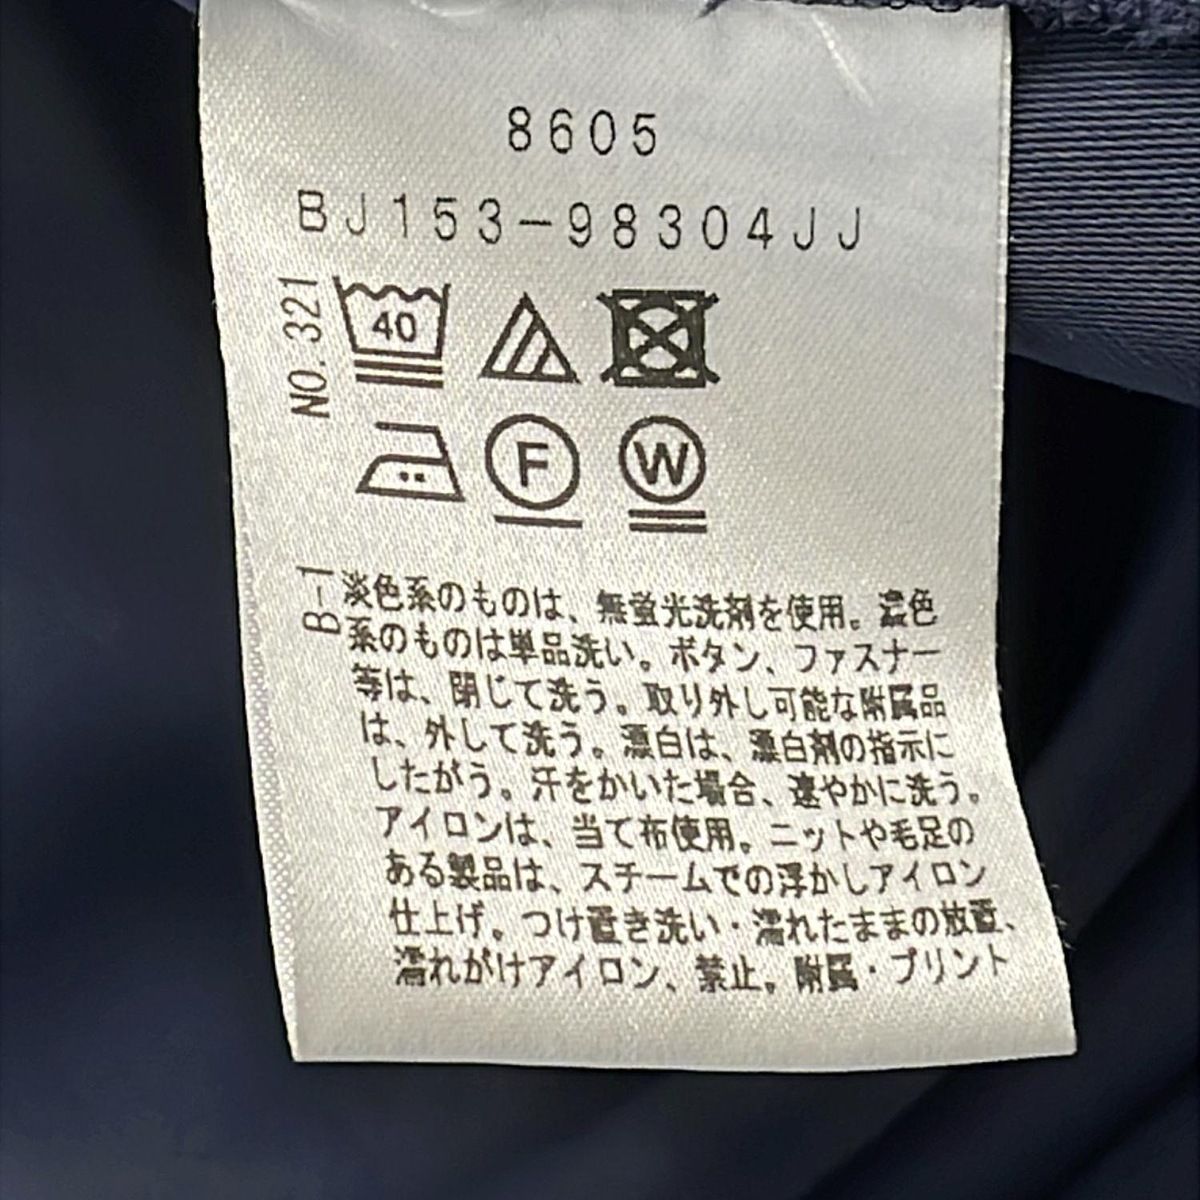 8605
BJ153-98304JJ
NO.321
40
F
W
B-1
淡色系のものは、無蛍光洗剤を使用。濃色
系のものは単品洗い。ボタン、ファスナー
等は、閉じて洗う。取り外し可能な附属品
は、外して洗う。漂白は、漂白剤の指示に
したがう。汗をかいた場合、速やかに洗う。
アイロンは、当て布使用。ニットや毛足の
ある製品は、スチームでの浮かしアイロン
仕上げ。つけ置き洗い・濡れたままの放置、
濡れがけアイロン、禁止。附属・プリント